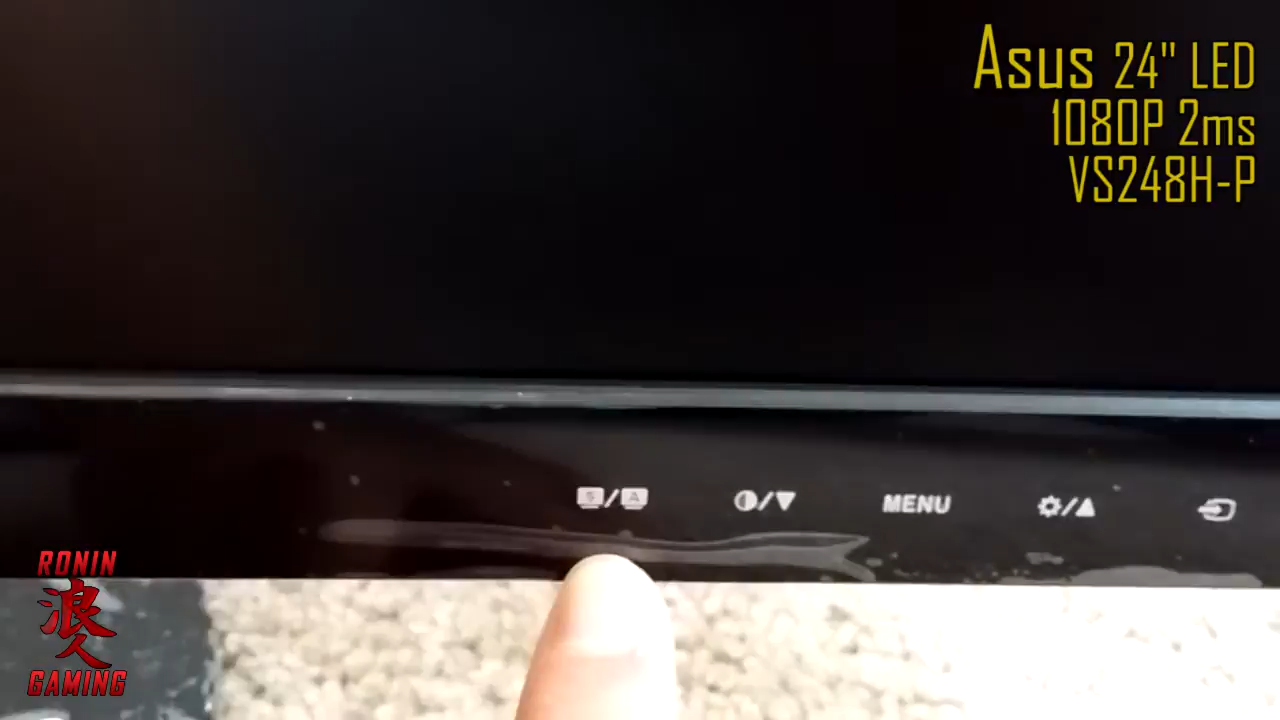 Asus 24" LED
1080P 2ms
VS248H-P
S/A
MENU
RONIN
浪人
GAMING